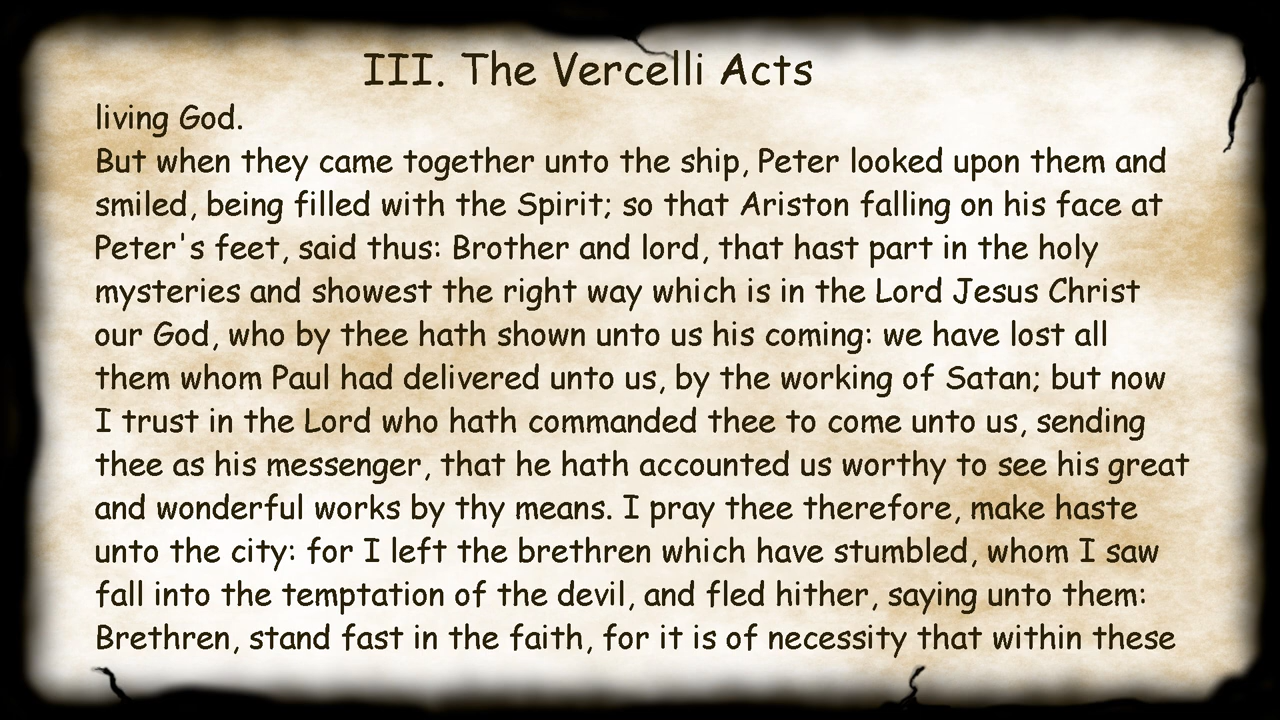 III. The Vercelli Acts
living God.
But when they came together unto the ship, Peter looked upon them and
smiled, being filled with the Spirit; so that Ariston falling on his face at
Peter's feet, said thus: Brother and lord, that hast part in the holy
mysteries and showest the right way which is in the Lord Jesus Christ
our God, who by thee hath shown unto us his coming: we have lost all
them whom Paul had delivered unto us, by the working of Satan; but now
I trust in the Lord who hath commanded thee to come unto us, sending
thee as his messenger, that he hath accounted us worthy to see his great
and wonderful works by thy means. I pray thee therefore, make haste
unto the city: for I left the brethren which have stumbled, whom I saw
fall into the temptation of the devil, and fled hither, saying unto them:
Brethren, stand fast in the faith, for it is of necessity that within these